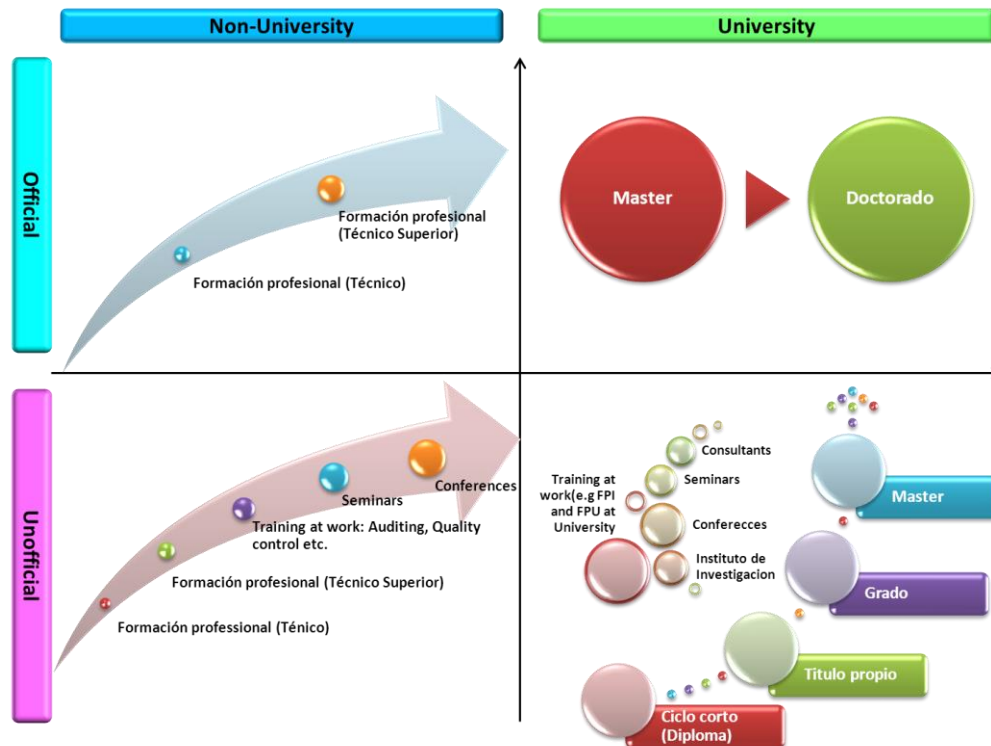 Non-University
University
Official
Formación profesional
(Técnico Superior)
Formación profesional (Técnico)
Master
Doctorado
Unofficial
Conferences
Seminars
Training at work: Auditing, Quality
control etc.
Formación profesional (Técnico Superior)
Formación professional (Ténico)
Consultants
Training at
work(e.g FPI
and FPU at
University
Seminars
Conferecces
Instituto de
Investigacion
Master
Grado
Titulo propio
Ciclo corto
(Diploma)